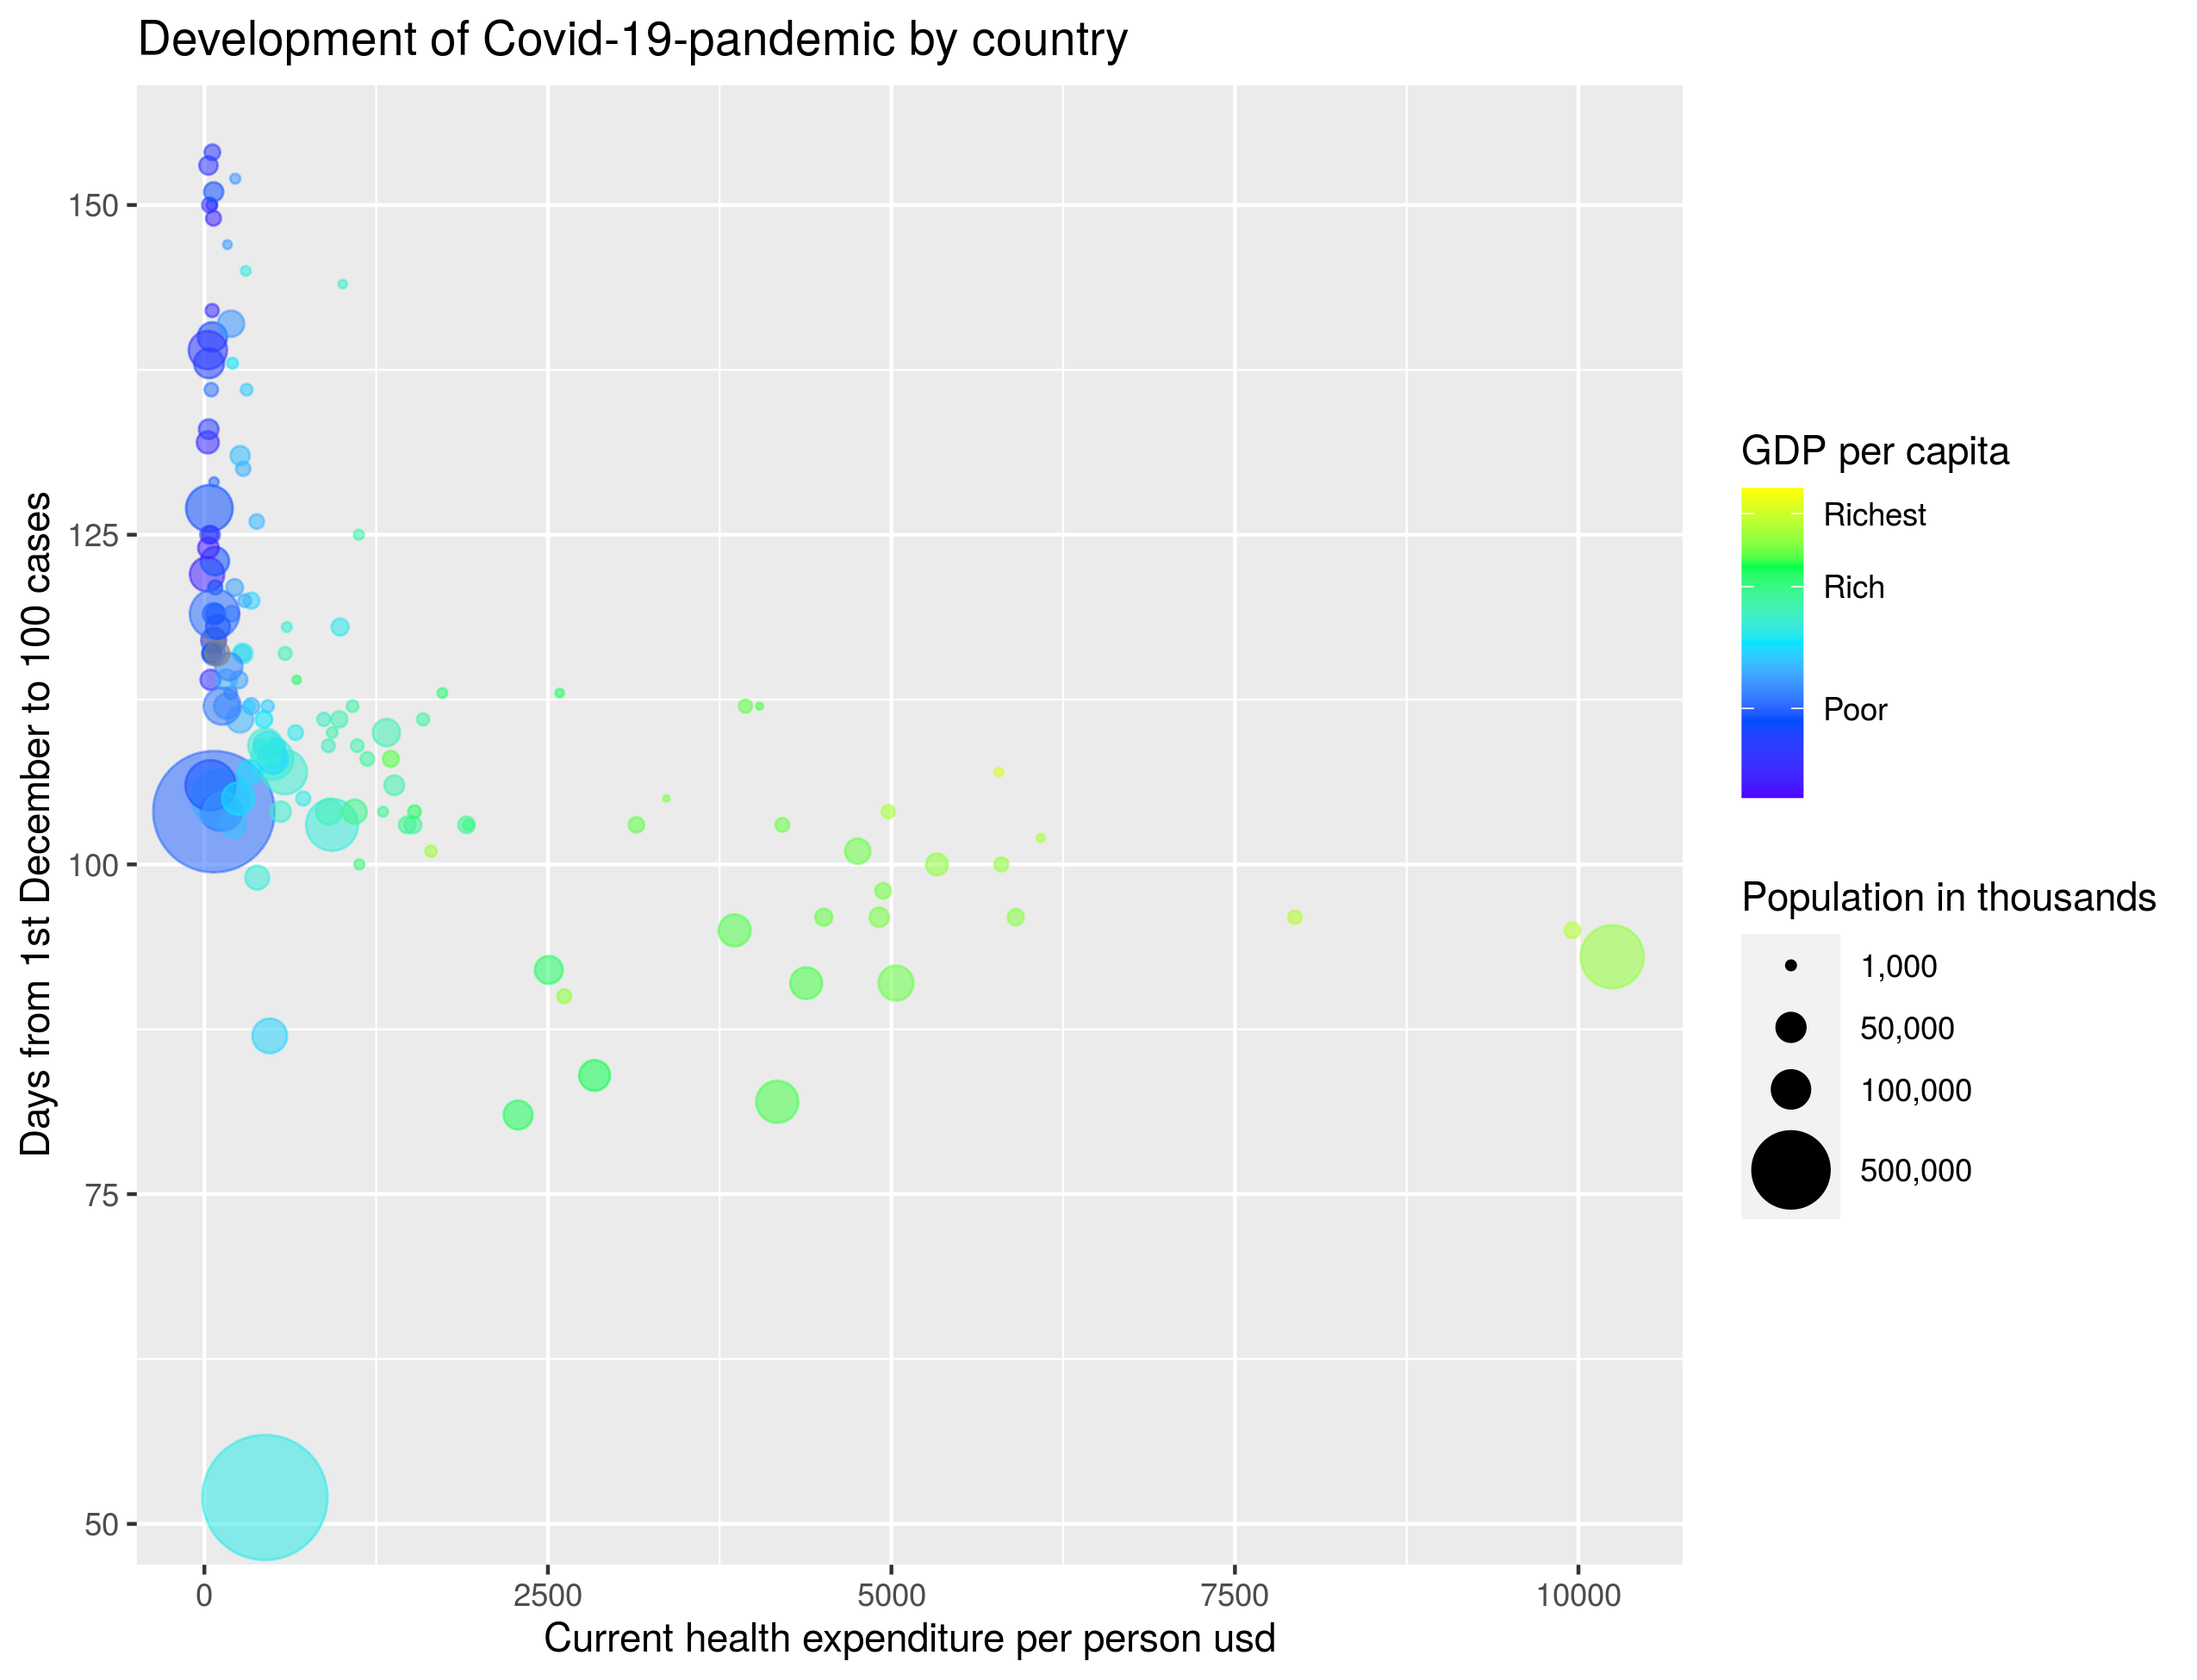 Development of Covid-19-pandemic by country
Days from 1st December to 100 cases
150
125
100
75
50
0
2500
5000
7500
10000
Current health expenditure per person usd
GDP per capita
Richest
Rich
Poor
Population in thousands
1,000
50,000
100,000
500,000